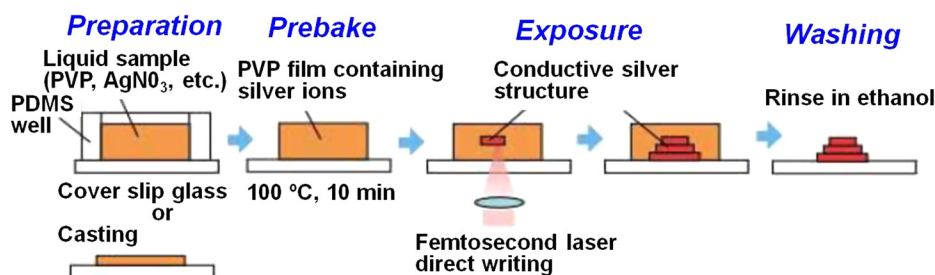 Preparation
Prebake
Exposure
Washing
Liquid sample
(PVP, AgN0₃, etc.)
PDMS
well
Cover slip glass
or
Casting
PVP film containing
silver ions
100 ºC, 10 min
Conductive silver
structure
Femtosecond laser
direct writing
Rinse in ethanol